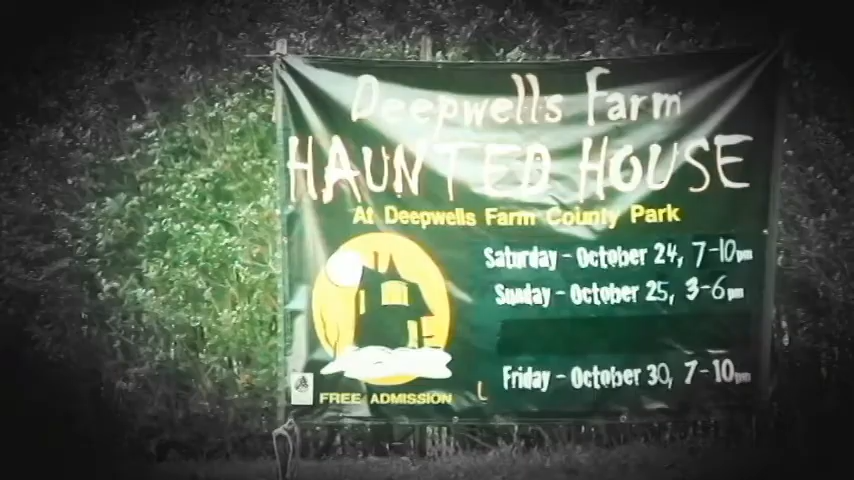 Deepwells Farm
HAUNTED HOUSE
At Deepwells Farm County Park
Saturday - October 24, 7-10pm
Sunday - October 25, 3-6pm
Friday - October 30, 7-10pm
FREE ADMISSION